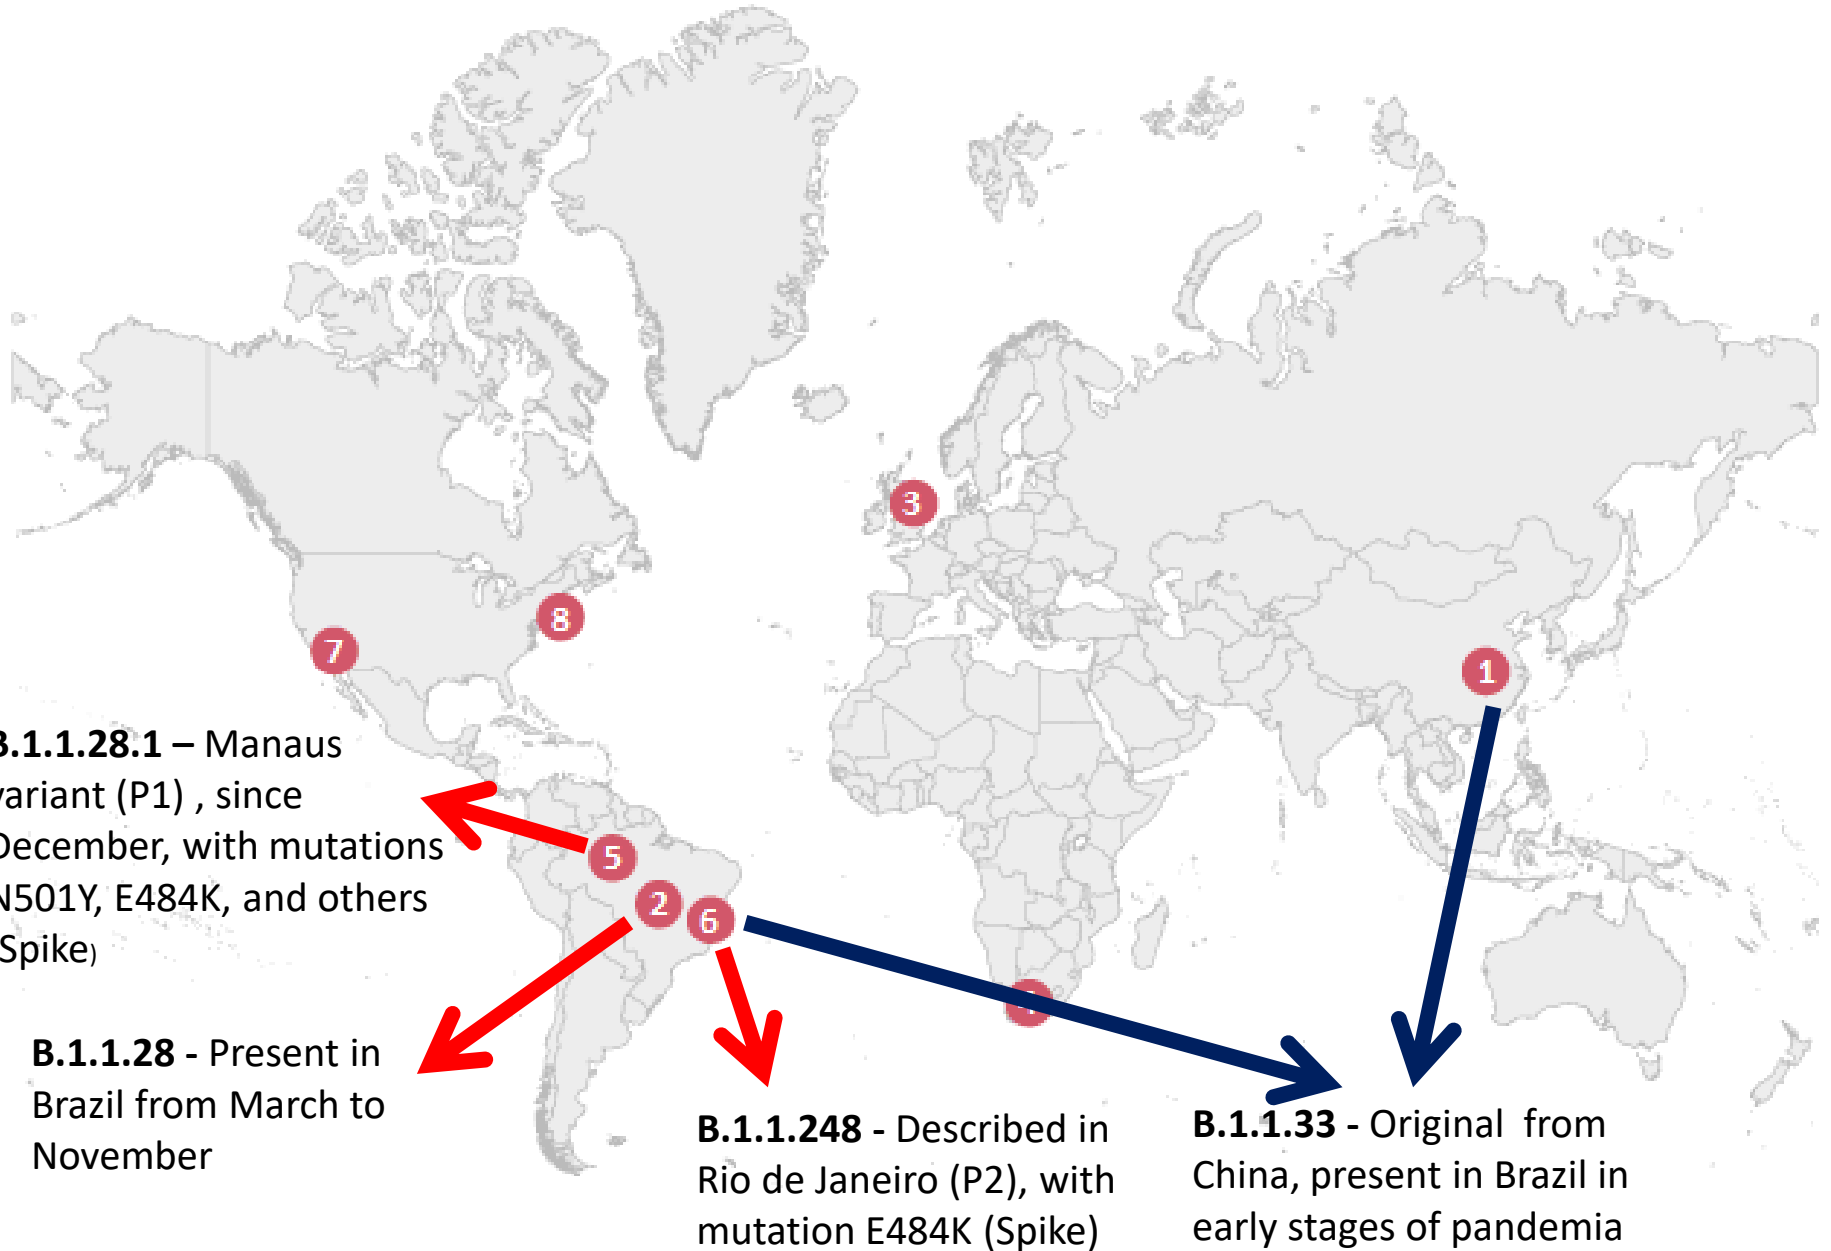 3
8
7
1
.1.1.28.1 – Manaus
variant (P1) , since
December, with mutations
N501Y, E484K, and others
Spike)
5
2
6
B.1.1.28 - Present in
Brazil from March to
November
B.1.1.248 - Described in
Rio de Janeiro (P2), with
mutation E484K (Spike)
B.1.1.33 - Original from
China, present in Brazil in
early stages of pandemia